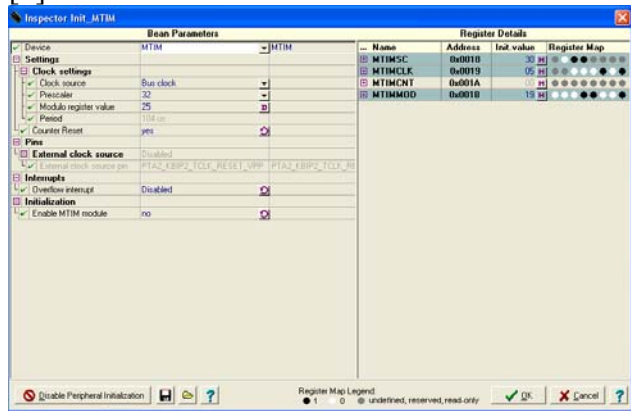 Inspector Init_MTIM
Bean Parameters
Register Details
Device MTIM MTIM
Settings
Clock settings
Clock source Bus clock
Prescaler 32
Modulo register value 25
Period 104 us
Counter Reset yes
Pins
External clock source Disabled
External clock source pin PTA2_KBIP2_TCLK_RESET_VPP PTA2_KBIP2_TCLK_RE
Interrupts
Overflow interrupt Disabled
Initialization
Enable MTIM module no
... Name Address Init.value Register Map
MTIMSC 0x0018 30 H
MTIMCLK 0x0019 05 H
MTIMCNT 0x001A 00 H
MTIMMOD 0x001B 19 H
Disable Peripheral Initialization
?
Register Map Legend:
1 0 undefined, reserved, read-only
OK
Cancel
?